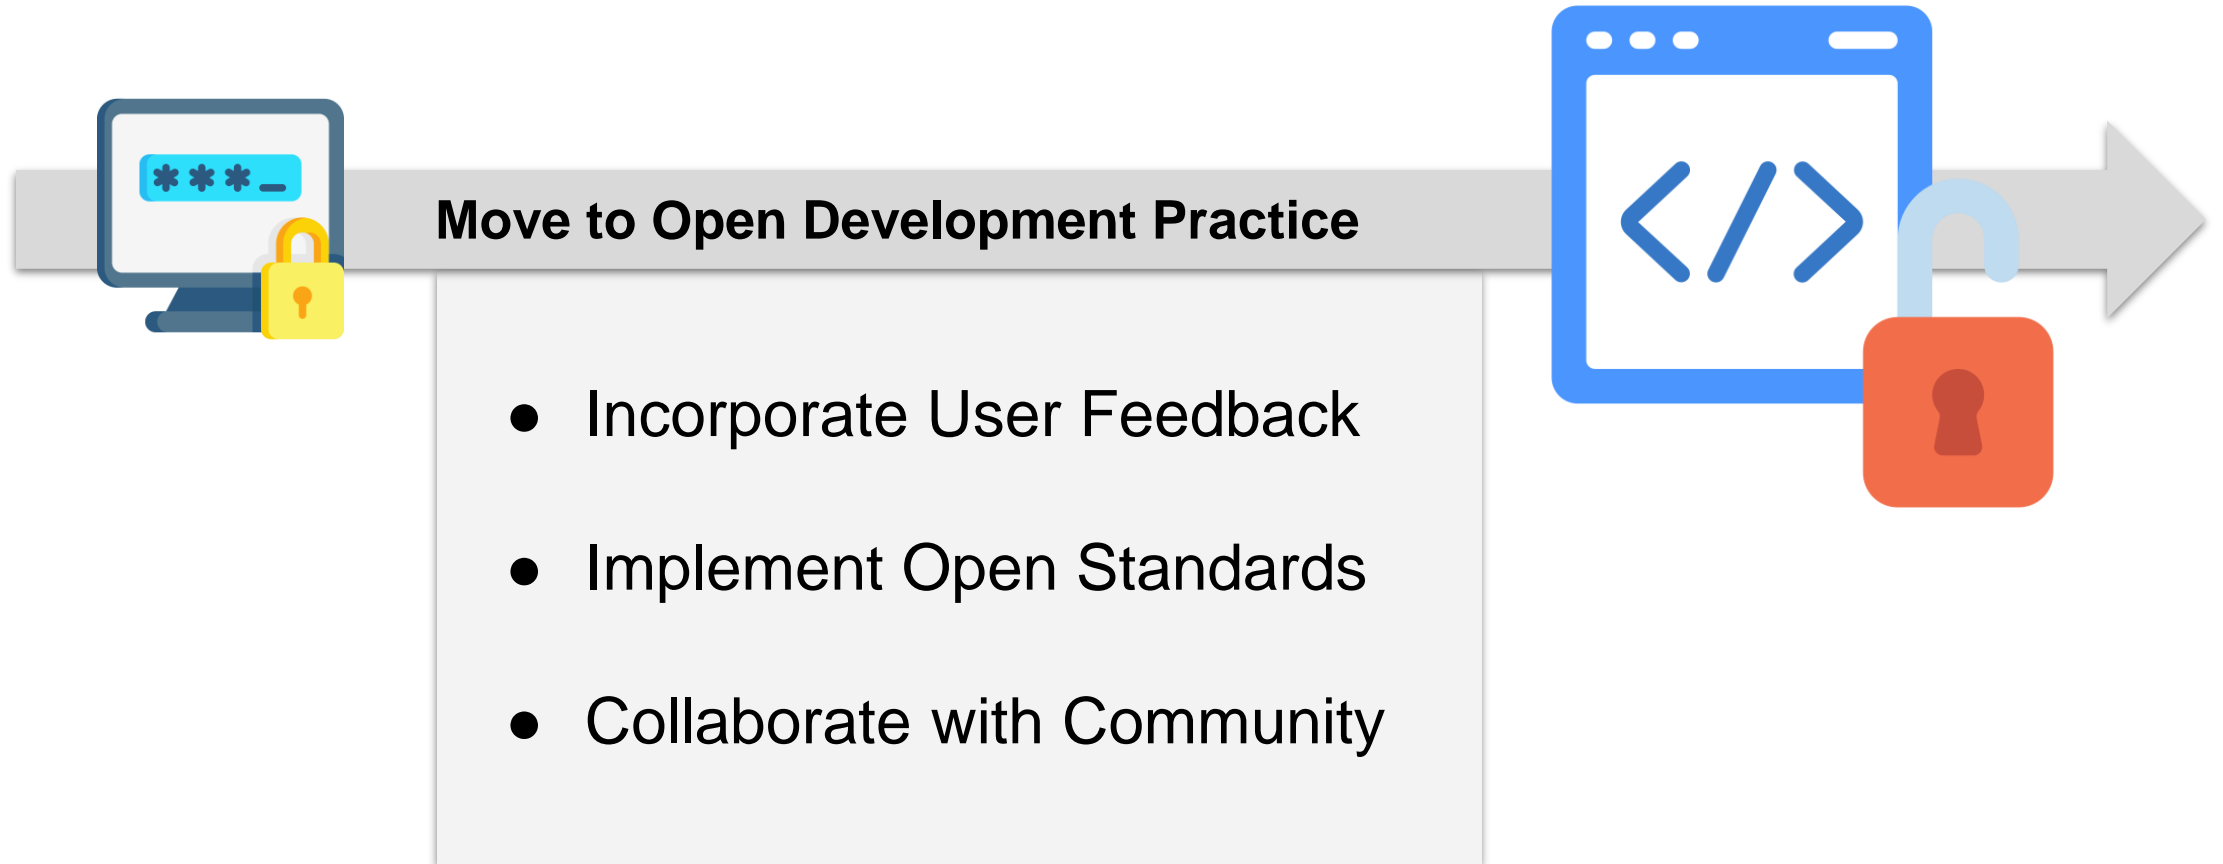 ***_
Move to Open Development Practice
</>
● Incorporate User Feedback
● Implement Open Standards
● Collaborate with Community